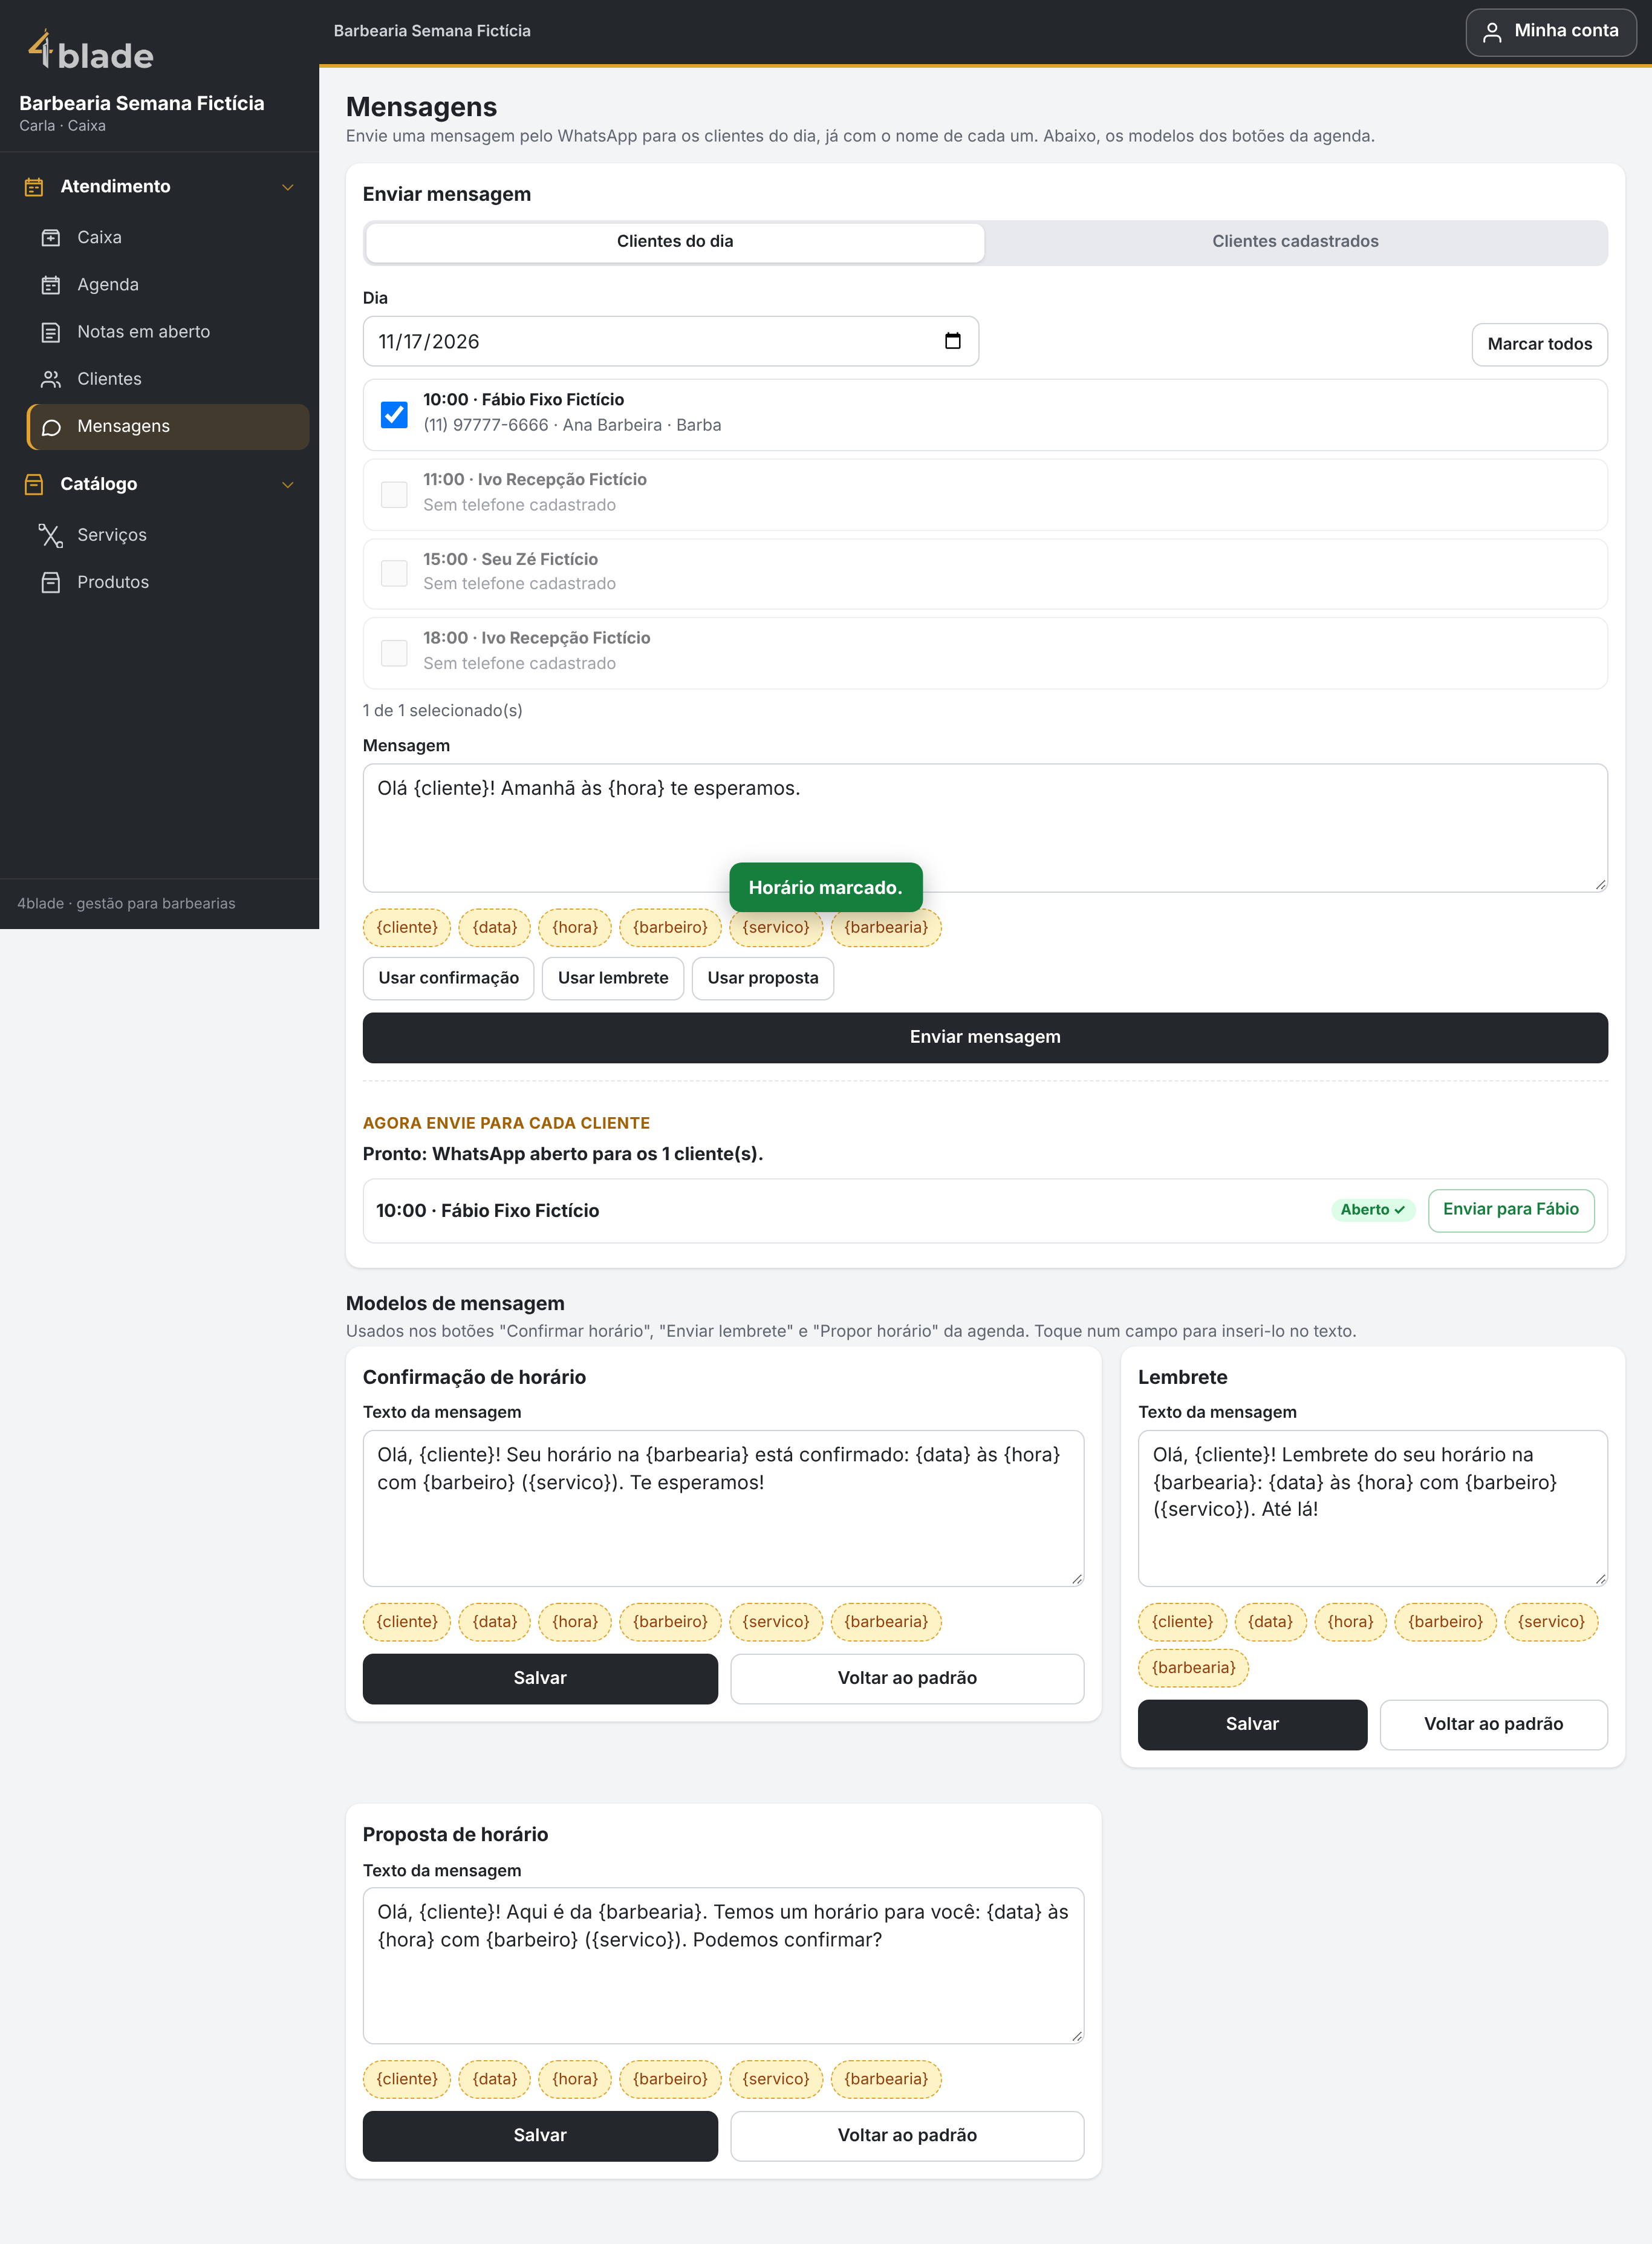 4blade
Barbearia Semana Fictícia
Carla · Caixa
Atendimento
Caixa
Agenda
Notas em aberto
Clientes
Mensagens
Catálogo
Serviços
Produtos
4blade · gestão para barbearias
Barbearia Semana Fictícia
Minha conta
Mensagens
Envie uma mensagem pelo WhatsApp para os clientes do dia, já com o nome de cada um. Abaixo, os modelos dos botões da agenda.
Enviar mensagem
Clientes do dia
Clientes cadastrados
Dia
11/17/2026
Marcar todos
10:00 · Fábio Fixo Fictício
(11) 97777-6666 · Ana Barbeira · Barba
11:00 · Ivo Recepção Fictício
Sem telefone cadastrado
15:00 · Seu Zé Fictício
Sem telefone cadastrado
18:00 · Ivo Recepção Fictício
Sem telefone cadastrado
1 de 1 selecionado(s)
Mensagem
Olá {cliente}! Amanhã às {hora} te esperamos.
Horário marcado.
{cliente} {data} {hora} {barbeiro} {servico} {barbearia}
Usar confirmação
Usar lembrete
Usar proposta
Enviar mensagem
AGORA ENVIE PARA CADA CLIENTE
Pronto: WhatsApp aberto para os 1 cliente(s).
10:00 · Fábio Fixo Fictício
Aberto ✓
Enviar para Fábio
Modelos de mensagem
Usados nos botões "Confirmar horário", "Enviar lembrete" e "Propor horário" da agenda. Toque num campo para inseri-lo no texto.
Confirmação de horário
Texto da mensagem
Olá, {cliente}! Seu horário na {barbearia} está confirmado: {data} às {hora}
com {barbeiro} ({servico}). Te esperamos!
{cliente} {data} {hora} {barbeiro} {servico} {barbearia}
Salvar
Voltar ao padrão
Lembrete
Texto da mensagem
Olá, {cliente}! Lembrete do seu horário na
{barbearia}: {data} às {hora} com {barbeiro}
({servico}). Até lá!
{cliente} {data} {hora} {barbeiro} {servico}
{barbearia}
Salvar
Voltar ao padrão
Proposta de horário
Texto da mensagem
Olá, {cliente}! Aqui é da {barbearia}. Temos um horário para você: {data} às
{hora} com {barbeiro} ({servico}). Podemos confirmar?
{cliente} {data} {hora} {barbeiro} {servico} {barbearia}
Salvar
Voltar ao padrão